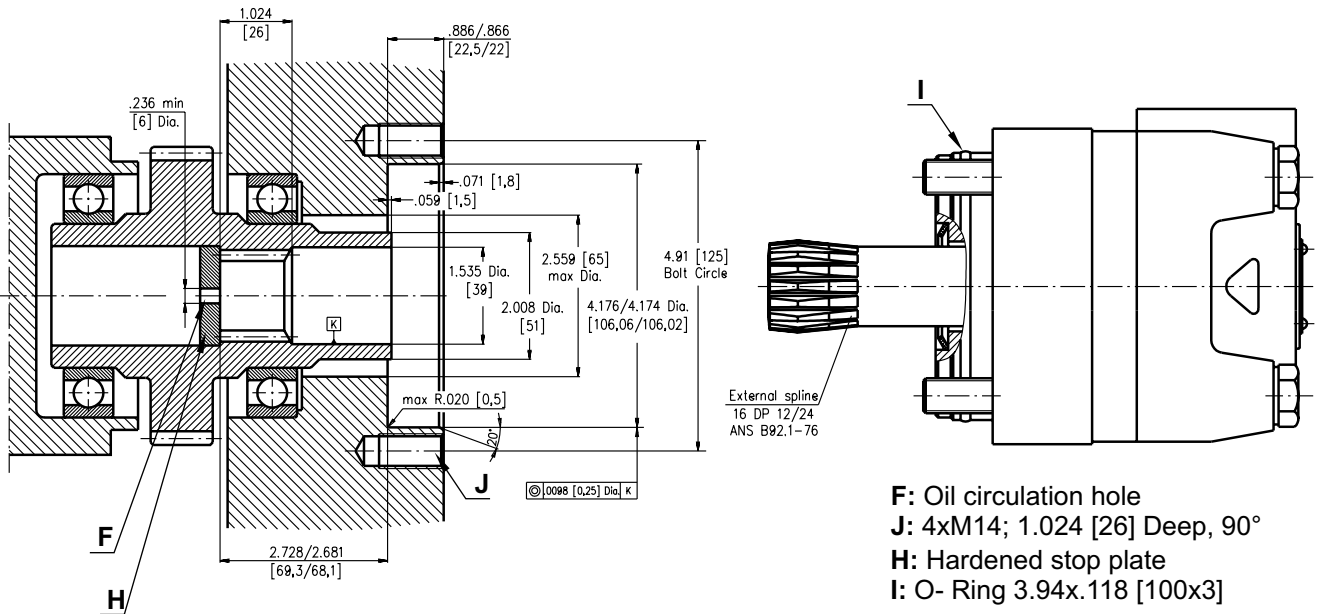 1.024
[26]
.886/.866
[22,5/22]
.236 min
[6] Dia.
I
.071 [1,8]
.059 [1,5]
1.535 Dia.
[39]
2.008 Dia.
[51]
2.559 [65]
max Dia.
4.176/4.174 Dia.
[106,06/106,02]
4.91 [125]
Bolt Circle
K
max R.020 [0,5]
20°
J
.0098 [0,25] Dia. K
External spline
16 DP 12/24
ANS B92.1-76
F
H
2.728/2.681
[69,3/68,1]
F: Oil circulation hole
J: 4xM14; 1.024 [26] Deep, 90°
H: Hardened stop plate
I: O- Ring 3.94x.118 [100x3]